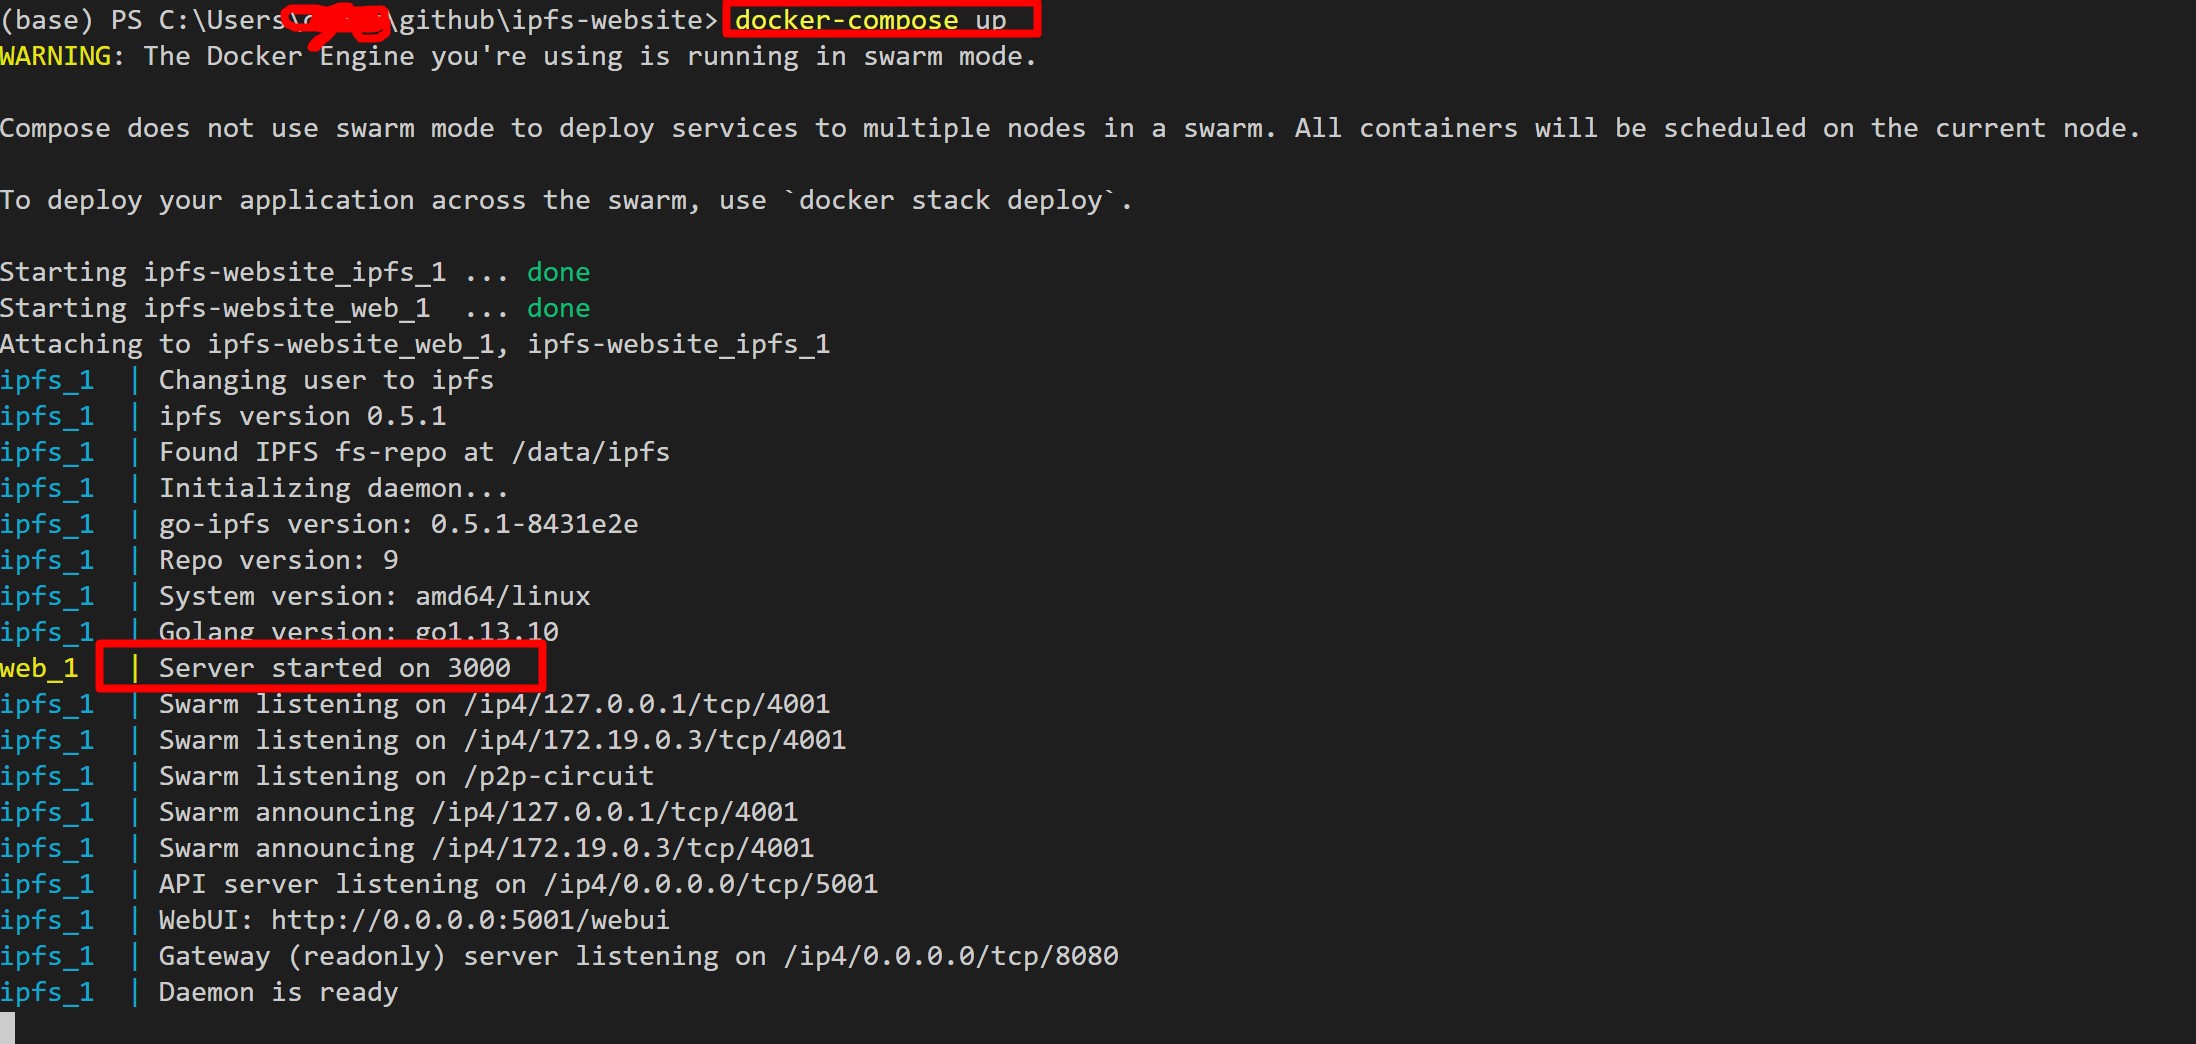 (base) PS C:\Users\ \github\ipfs-website> docker-compose up
WARNING: The Docker Engine you're using is running in swarm mode.
Compose does not use swarm mode to deploy services to multiple nodes in a swarm. All containers will be scheduled on the current node.
To deploy your application across the swarm, use `docker stack deploy`.
Starting ipfs-website_ipfs_1 ... done
Starting ipfs-website_web_1  ... done
Attaching to ipfs-website_web_1, ipfs-website_ipfs_1
ipfs_1  | Changing user to ipfs
ipfs_1  | ipfs version 0.5.1
ipfs_1  | Found IPFS fs-repo at /data/ipfs
ipfs_1  | Initializing daemon...
ipfs_1  | go-ipfs version: 0.5.1-8431e2e
ipfs_1  | Repo version: 9
ipfs_1  | System version: amd64/linux
ipfs_1  | Golang version: go1.13.10
web_1   | Server started on 3000
ipfs_1  | Swarm listening on /ip4/127.0.0.1/tcp/4001
ipfs_1  | Swarm listening on /ip4/172.19.0.3/tcp/4001
ipfs_1  | Swarm listening on /p2p-circuit
ipfs_1  | Swarm announcing /ip4/127.0.0.1/tcp/4001
ipfs_1  | Swarm announcing /ip4/172.19.0.3/tcp/4001
ipfs_1  | API server listening on /ip4/0.0.0.0/tcp/5001
ipfs_1  | WebUI: http://0.0.0.0:5001/webui
ipfs_1  | Gateway (readonly) server listening on /ip4/0.0.0.0/tcp/8080
ipfs_1  | Daemon is ready